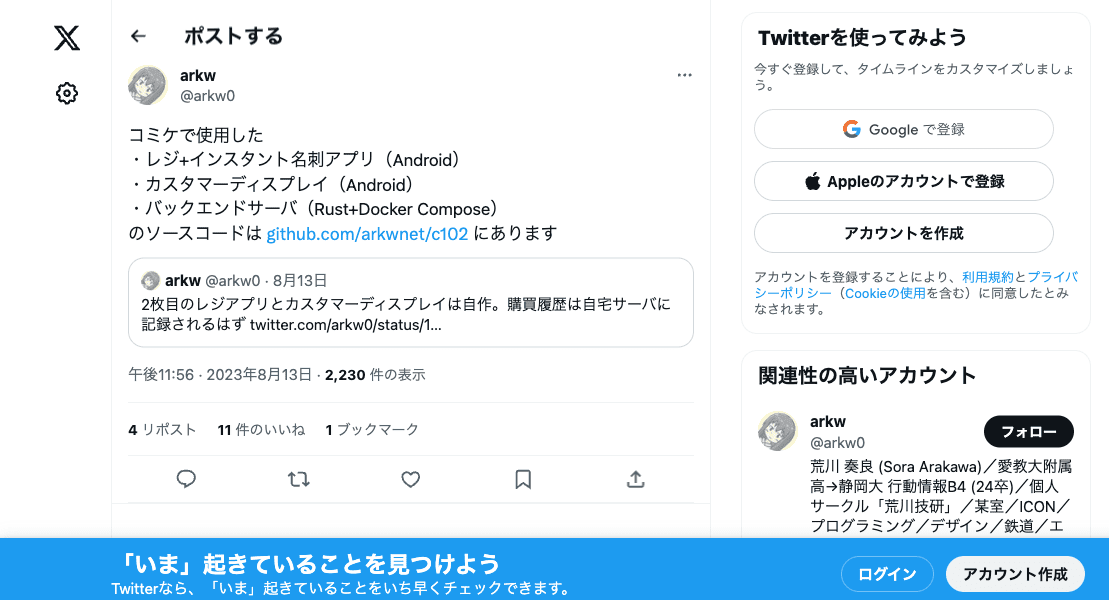 ポストする
arkw
@arkw0
コミケで使用した
・レジ+インスタント名刺アプリ（Android）
・カスタマーディスプレイ（Android）
・バックエンドサーバ（Rust+Docker Compose）
のソースコードは github.com/arkwnet/c102 にあります
arkw @arkw0 · 8月13日
2枚目のレジアプリとカスタマーディスプレイは自作。購買履歴は自宅サーバに
記録されるはず twitter.com/arkw0/status/1...
午後11:56 · 2023年8月13日 · 2,230 件の表示
4 リポスト 11 件のいいね 1 ブックマーク
Twitterを使ってみよう
今すぐ登録して、タイムラインをカスタマイズしましょ
う。
Google で登録
Appleのアカウントで登録
アカウントを作成
アカウントを登録することにより、利用規約とプライバ
シーポリシー（Cookieの使用を含む）に同意したとみ
なされます。
関連性の高いアカウント
arkw
@arkw0
フォロー
荒川 奏良 (Sora Arakawa)／愛教大附属
高→静岡大 行動情報B4 (24卒)／個人
サークル「荒川技研」／某室／ICON／
プログラミング／デザイン／鉄道／エ
「いま」起きていることを見つけよう
Twitterなら、「いま」起きていることをいち早くチェックできます。
ログイン
アカウント作成